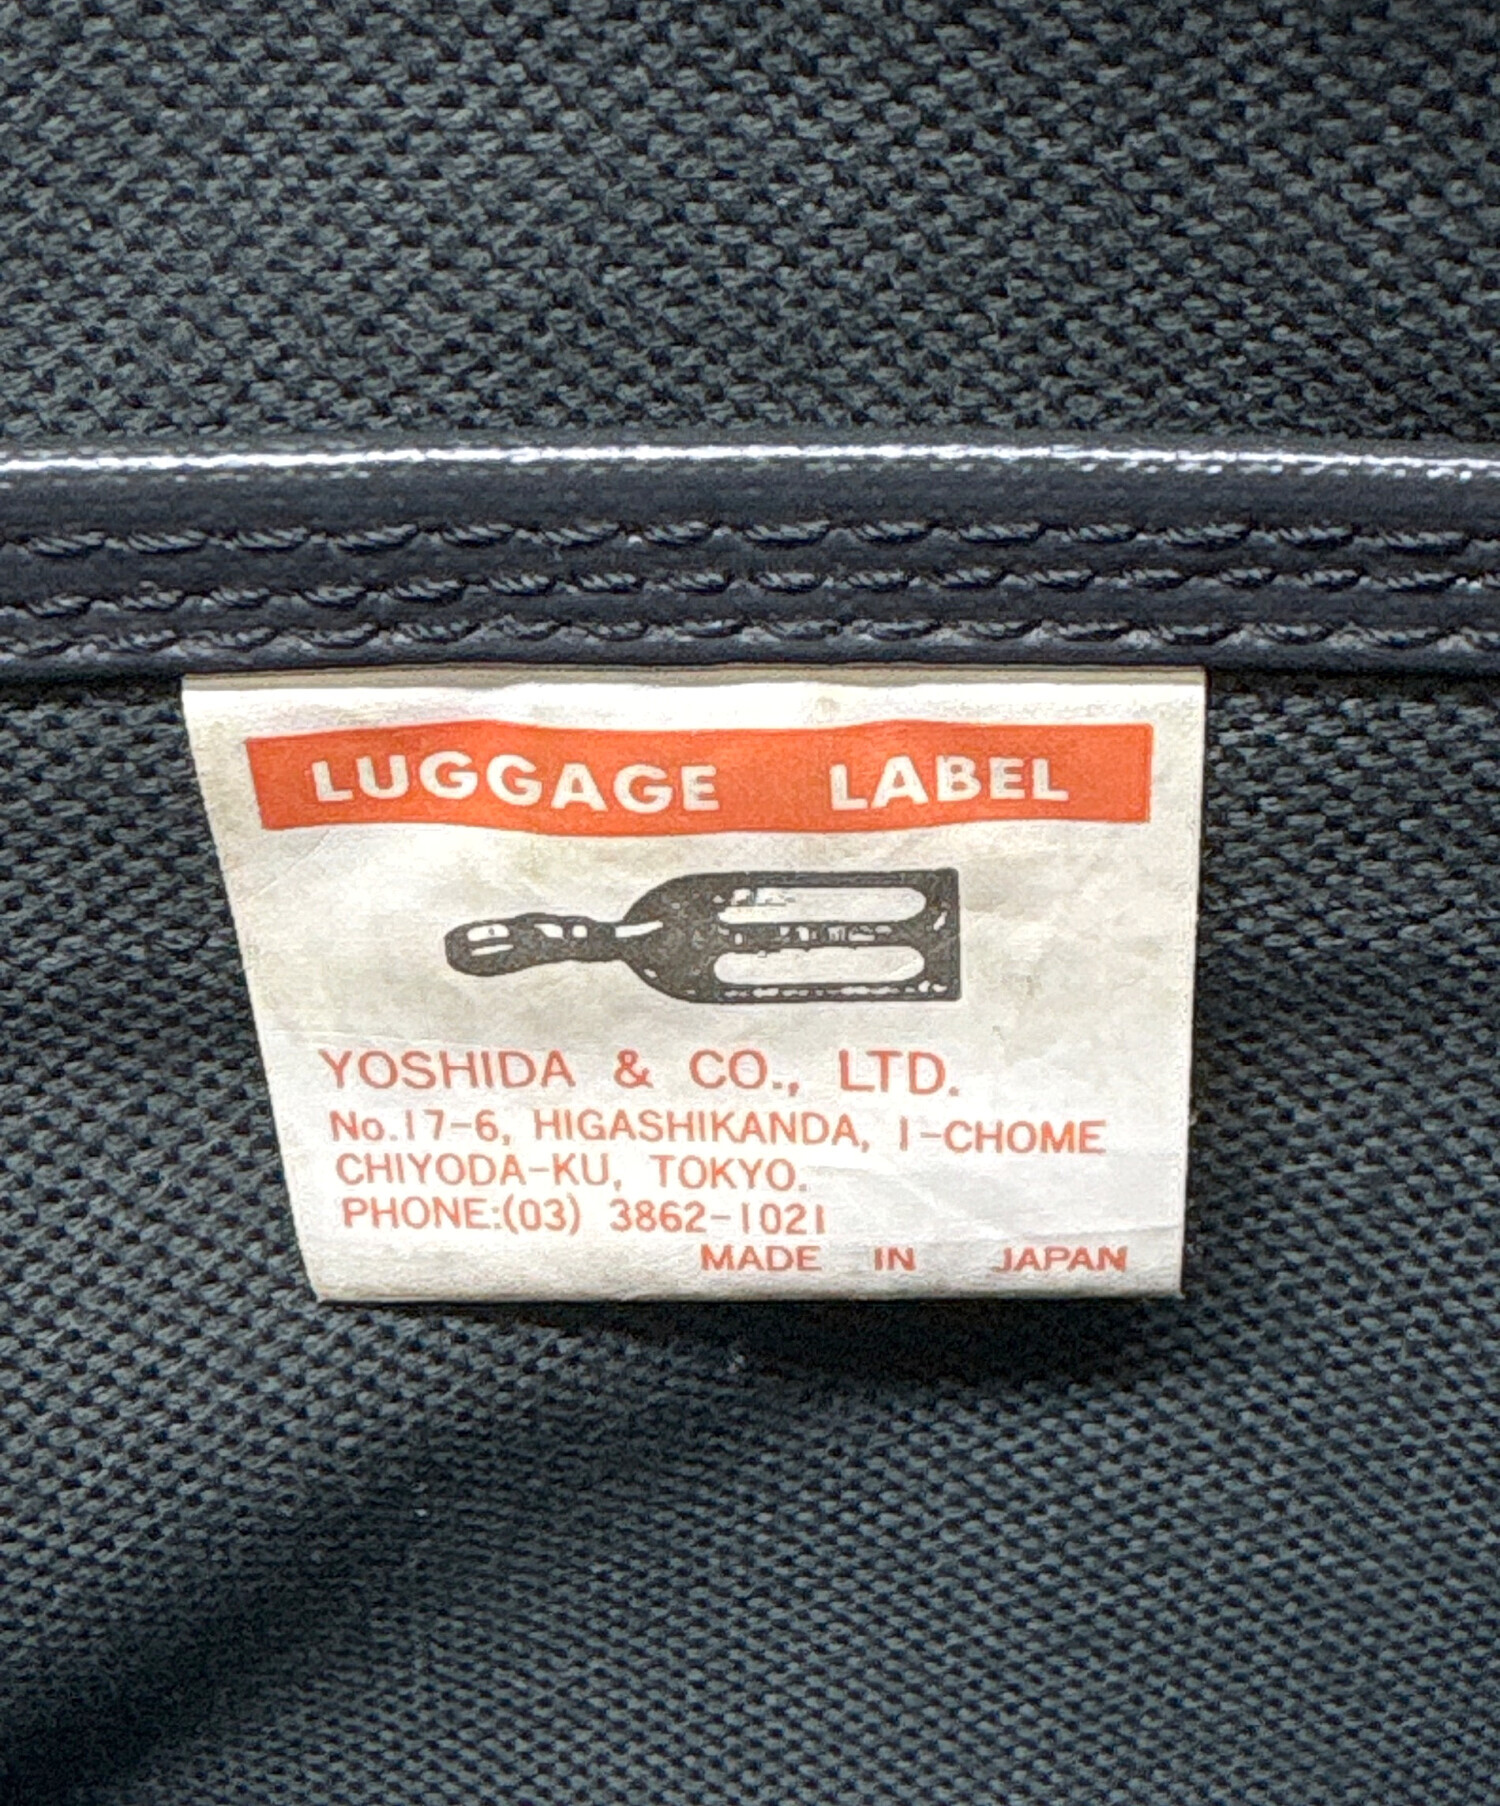 LUGGAGE LABEL
YOSHIDA & CO., LTD.
No.17-6, HIGASHIKANDA, 1-CHOME
CHIYODA-KU, TOKYO.
PHONE:(03) 3862-1021
MADE IN JAPAN